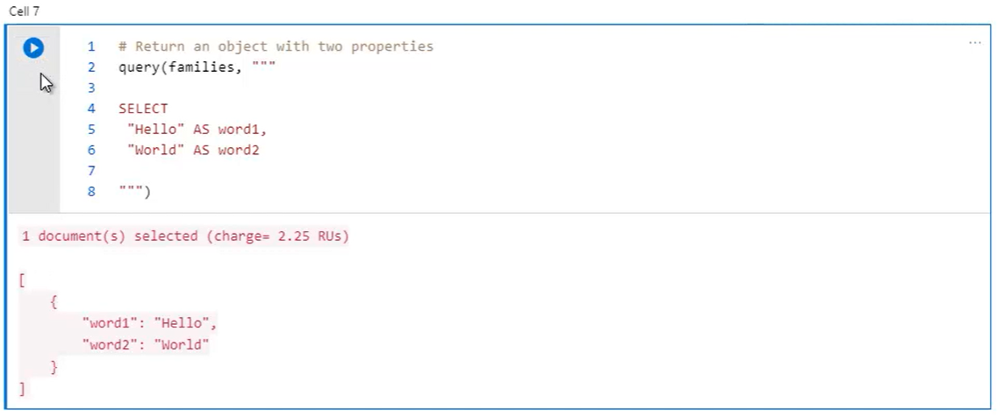 Cell 7
1 # Return an object with two properties
2 query(families, """
3
4 SELECT
5  "Hello" AS word1,
6  "World" AS word2
7
8 """)
...
1 document(s) selected (charge= 2.25 RUs)
[
    {
        "word1": "Hello",
        "word2": "World"
    }
]